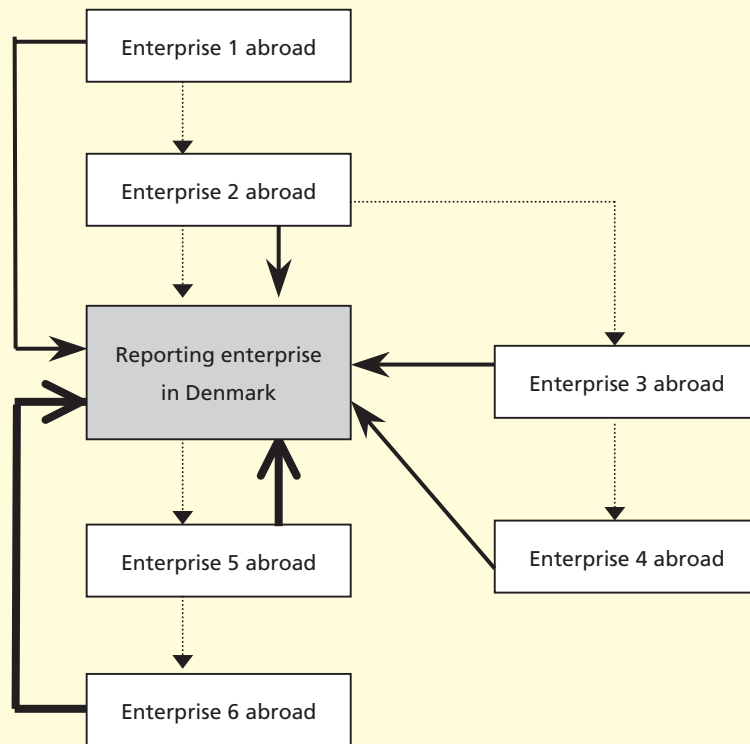 Enterprise 1 abroad
Enterprise 2 abroad
Reporting enterprise
in Denmark
Enterprise 3 abroad
Enterprise 5 abroad
Enterprise 4 abroad
Enterprise 6 abroad